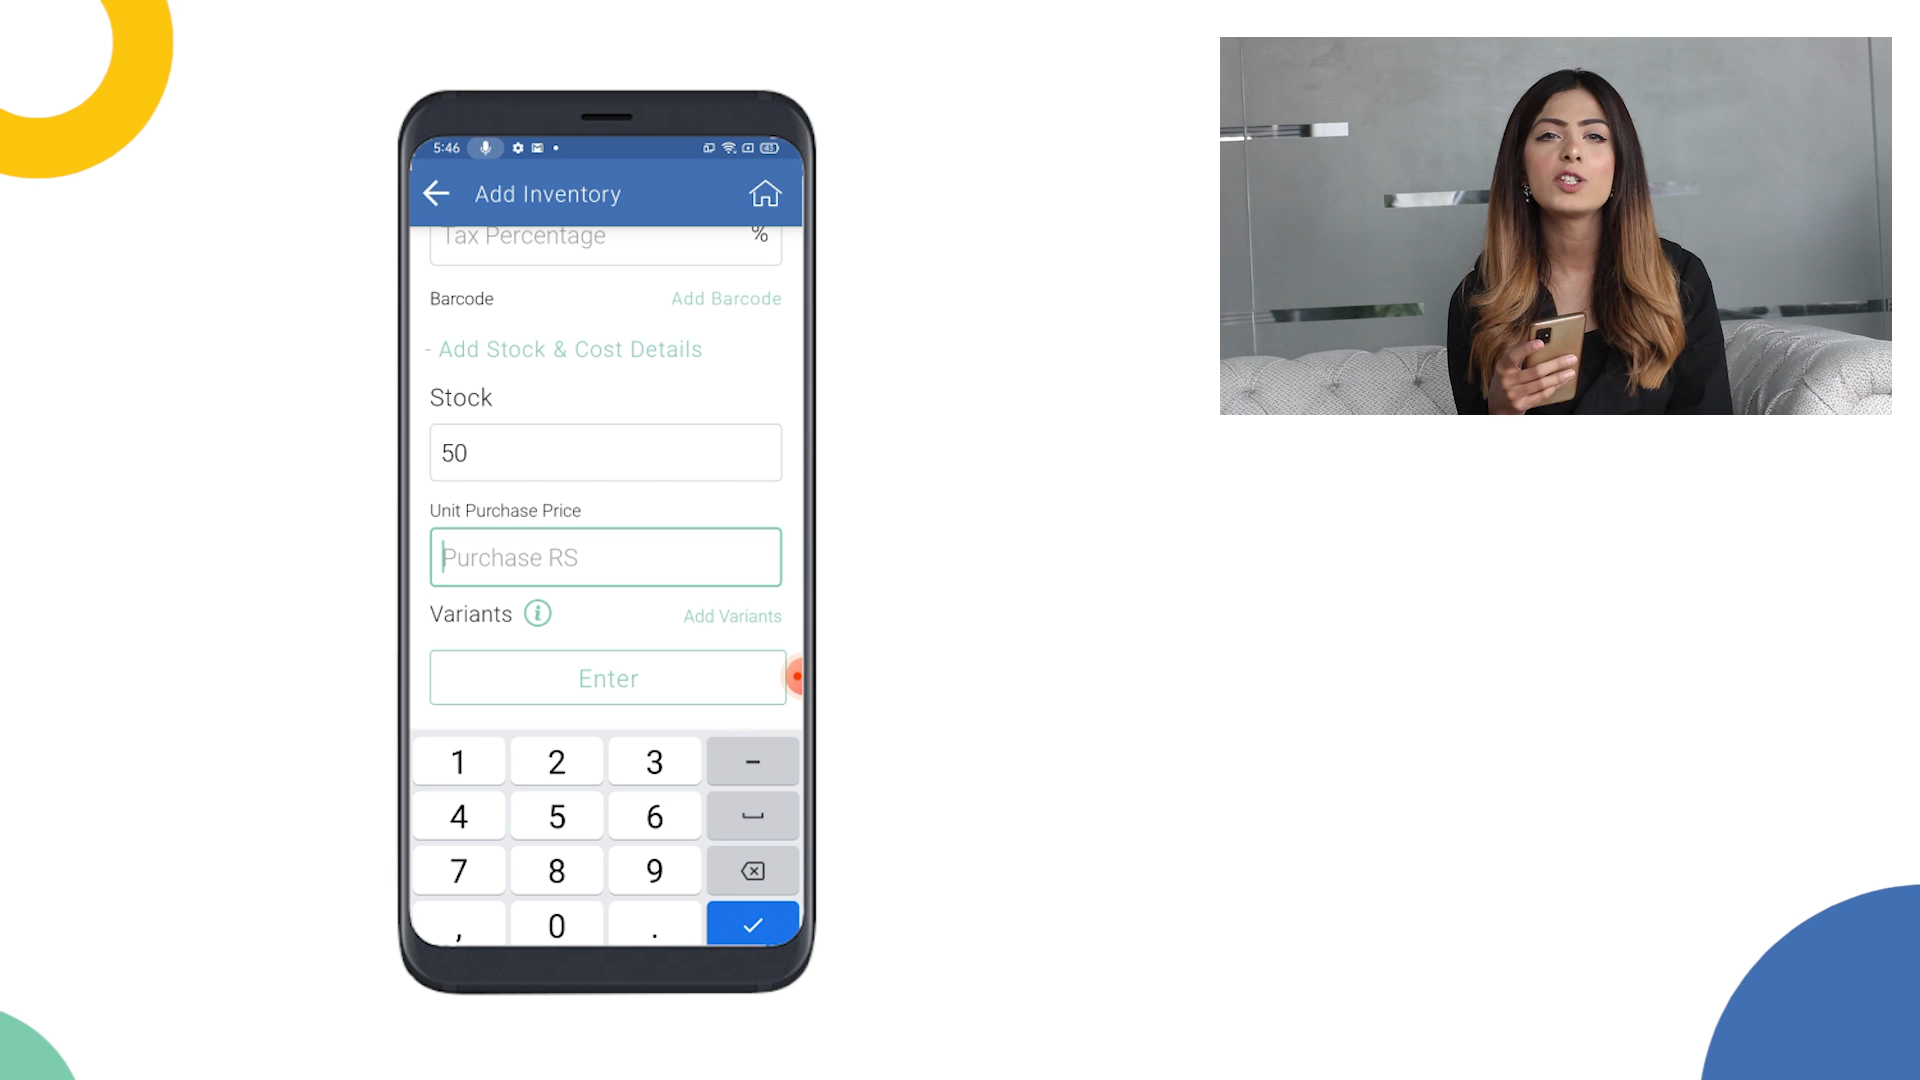 5:46
Add Inventory
Tax Percentage %
Barcode Add Barcode
- Add Stock & Cost Details
Stock
50
Unit Purchase Price
Purchase RS
Variants i Add Variants
Enter
1 2 3 -
4 5 6
7 8 9
, 0 .